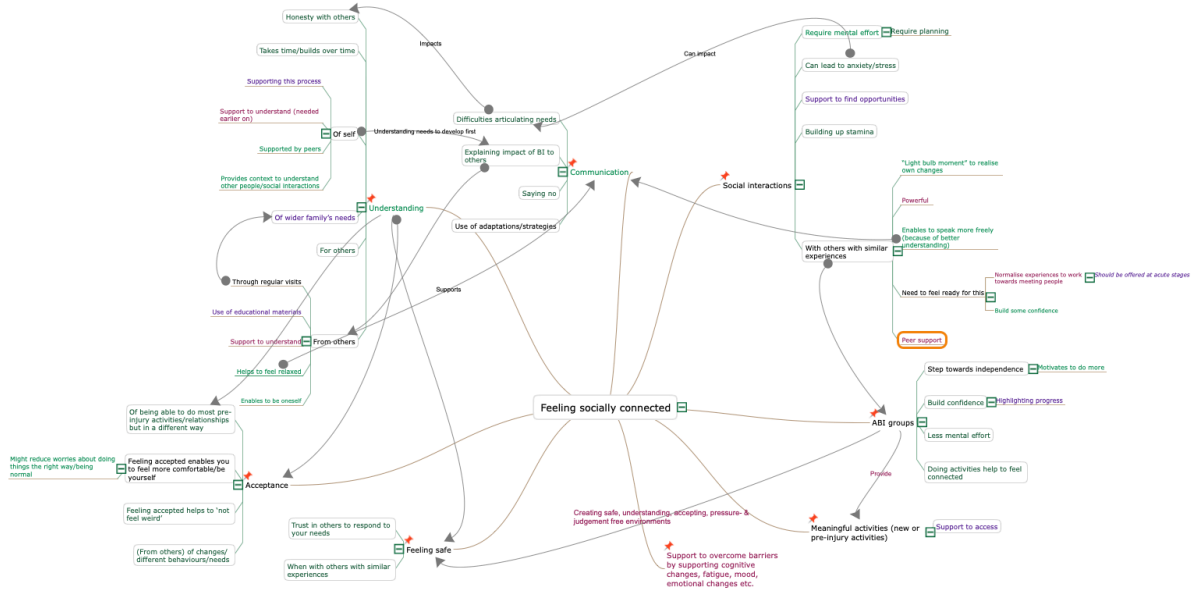 Honesty with others
Takes time/builds over time
Supporting this process
Support to understand (needed
earlier on)
Of self
Supported by peers
Provides context to understand
other people/social interactions
Understanding
Of wider family's needs
For others
Through regular visits
Use of educational materials
Support to understand
From others
Helps to feel relaxed
Enables to be oneself
Impacts
Understanding needs to develop first
Supports
Can impact
Difficulties articulating needs
Explaining impact of BI to
others
Communication
Saying no
Use of adaptations/strategies
Require mental effort
Require planning
Can lead to anxiety/stress
Support to find opportunities
Building up stamina
Social interactions
With others with similar
experiences
"Light bulb moment" to realise
own changes
Powerful
Enables to speak more freely
(because of better
understanding)
Need to feel ready for this
Normalise experiences to work
towards meeting people
Should be offered at acute stages
Build some confidence
Peer support
Feeling socially connected
Of being able to do most pre-
injury activities/relationships
but in a different way
Might reduce worries about doing
things the right way/being
normal
Feeling accepted enables you
to feel more comfortable/be
yourself
Acceptance
Feeling accepted helps to 'not
feel weird'
(From others) of changes/
different behaviours/needs
Trust in others to respond to
your needs
Feeling safe
When with others with similar
experiences
Creating safe, understanding, accepting, pressure- &
judgement free environments
Support to overcome barriers
by supporting cognitive
changes, fatigue, mood,
emotional changes etc.
ABI groups
Step towards independence
Motivates to do more
Build confidence
Highlighting progress
Less mental effort
Doing activities help to feel
connected
Provide
Meaningful activities (new or
pre-injury activities)
Support to access